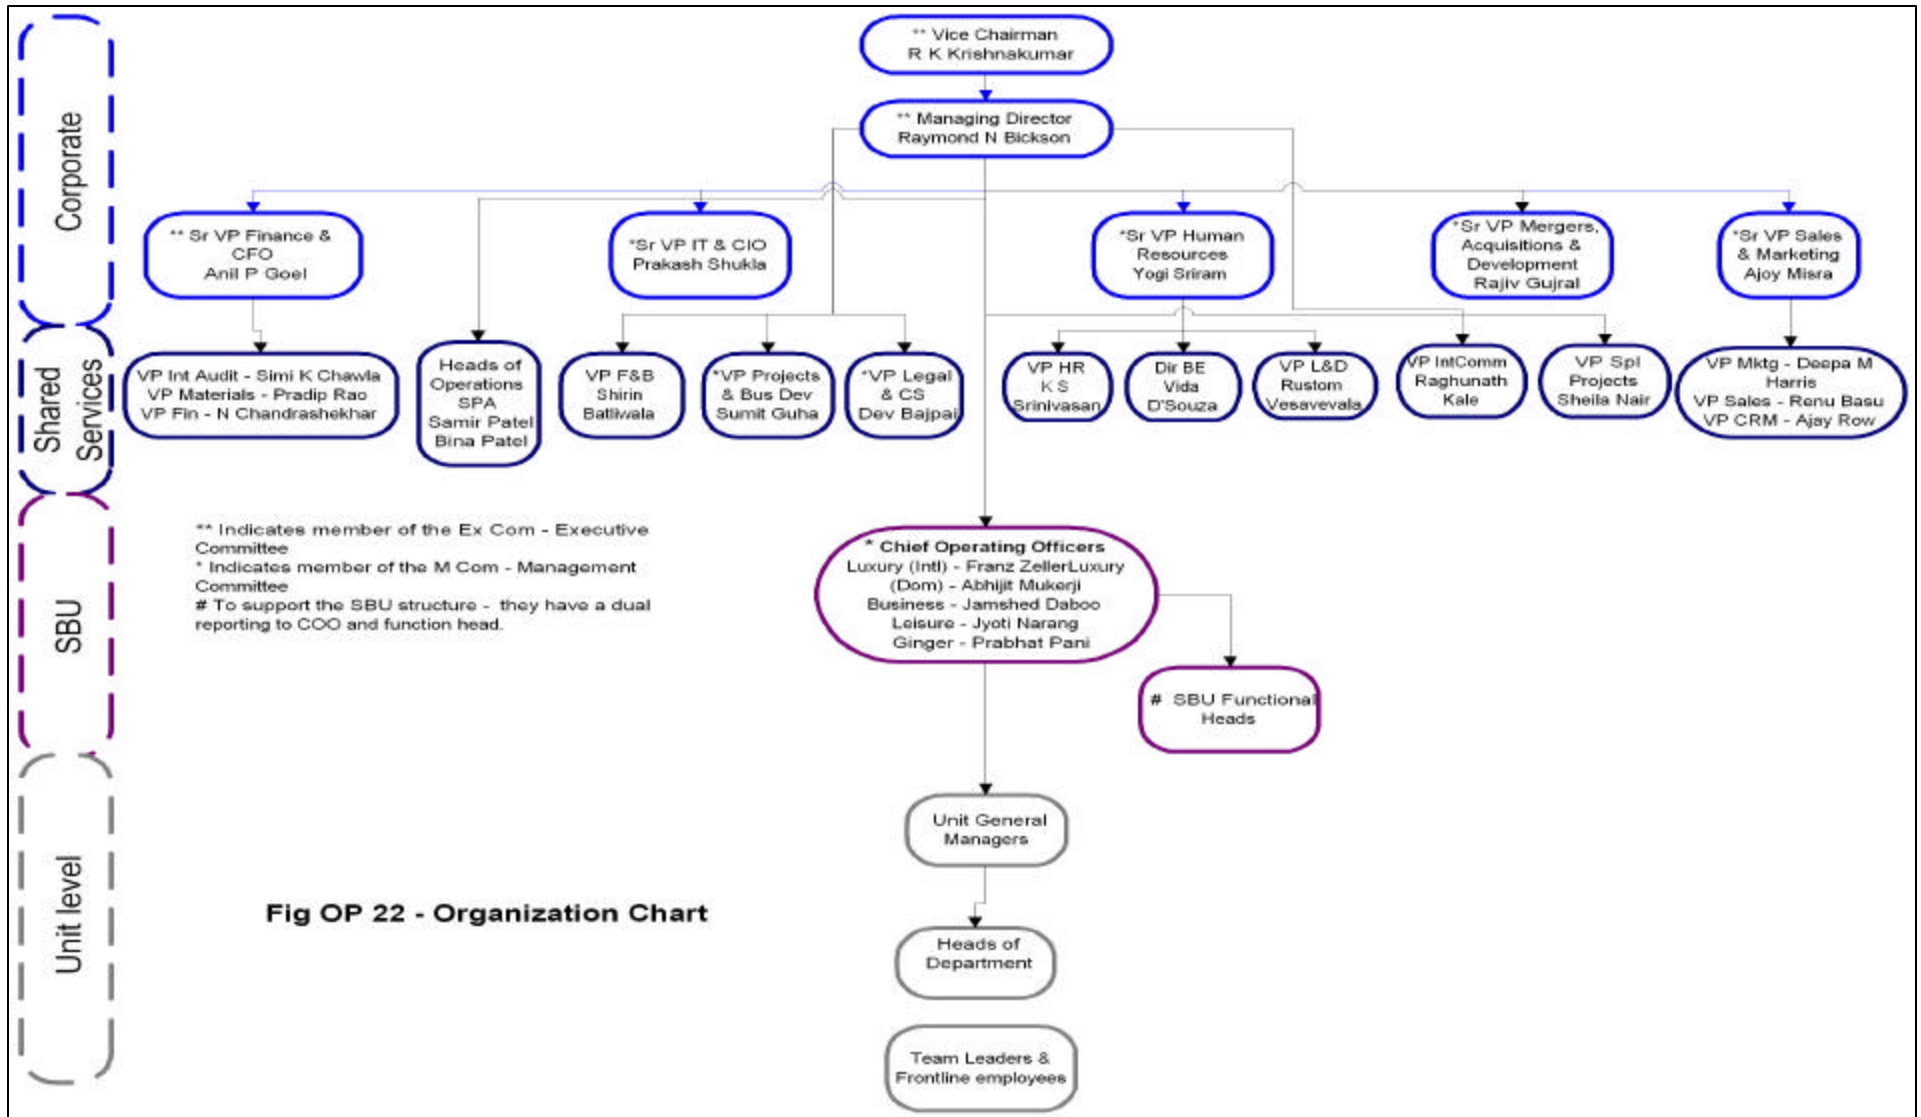 Corporate
** Vice Chairman
R K Krishnakumar
** Managing Director
Raymond N Bickson
** Sr VP Finance &
CFO
Anil P Goel
*Sr VP IT & CIO
Prakash Shukla
*Sr VP Human
Resources
Yogi Sriram
*Sr VP Mergers,
Acquisitions &
Development
Rajiv Gujral
*Sr VP Sales
& Marketing
Ajoy Misra
Shared
Services
VP Int Audit - Simi K Chawla
VP Materials - Pradip Rao
VP Fin - N Chandrashekhar
Heads of
Operations
SPA
Samir Patel
Bina Patel
VP F&B
Shirin
Batliwala
*VP Projects
& Bus Dev
Sumit Guha
*VP Legal
& CS
Dev Bajpai
VP HR
K S
Srinivasan
Dir BE
Vida
D'Souza
VP L&D
Rustom
Vesavevala
VP IntComm
Raghunath
Kale
VP Spl
Projects
Sheila Nair
VP Mktg - Deepa M
Harris
VP Sales - Renu Basu
VP CRM - Ajay Row
SBU
** Indicates member of the Ex Com - Executive
Committee
* Indicates member of the M Com - Management
Committee
# To support the SBU structure - they have a dual
reporting to COO and function head.
* Chief Operating Officers
Luxury (Intl) - Franz ZellerLuxury
(Dom) - Abhijit Mukerji
Business - Jamshed Daboo
Leisure - Jyoti Narang
Ginger - Prabhat Pani
# SBU Functional
Heads
Unit level
Unit General
Managers
Fig OP 22 - Organization Chart
Heads of
Department
Team Leaders &
Frontline employees